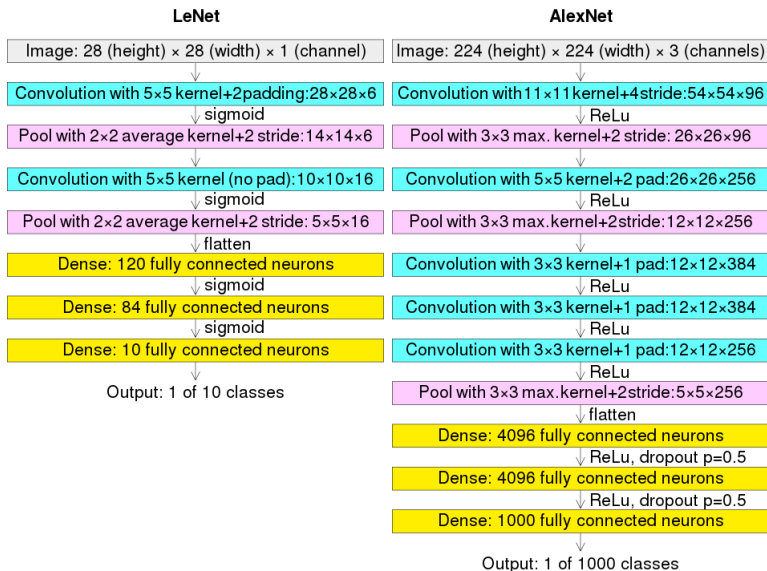 LeNet
Image: 28 (height) × 28 (width) × 1 (channel)
Convolution with 5×5 kernel+2padding:28×28×6
sigmoid
Pool with 2×2 average kernel+2 stride:14×14×6
Convolution with 5×5 kernel (no pad):10×10×16
sigmoid
Pool with 2×2 average kernel+2 stride: 5×5×16
flatten
Dense: 120 fully connected neurons
sigmoid
Dense: 84 fully connected neurons
sigmoid
Dense: 10 fully connected neurons
Output: 1 of 10 classes
AlexNet
Image: 224 (height) × 224 (width) × 3 (channels)
Convolution with11×11kernel+4stride:54×54×96
ReLu
Pool with 3×3 max. kernel+2 stride: 26×26×96
Convolution with 5×5 kernel+2 pad:26×26×256
ReLu
Pool with 3×3 max.kernel+2stride:12×12×256
Convolution with 3×3 kernel+1 pad:12×12×384
ReLu
Convolution with 3×3 kernel+1 pad:12×12×384
ReLu
Convolution with 3×3 kernel+1 pad:12×12×256
ReLu
Pool with 3×3 max.kernel+2stride:5×5×256
flatten
Dense: 4096 fully connected neurons
ReLu, dropout p=0.5
Dense: 4096 fully connected neurons
ReLu, dropout p=0.5
Dense: 1000 fully connected neurons
Output: 1 of 1000 classes